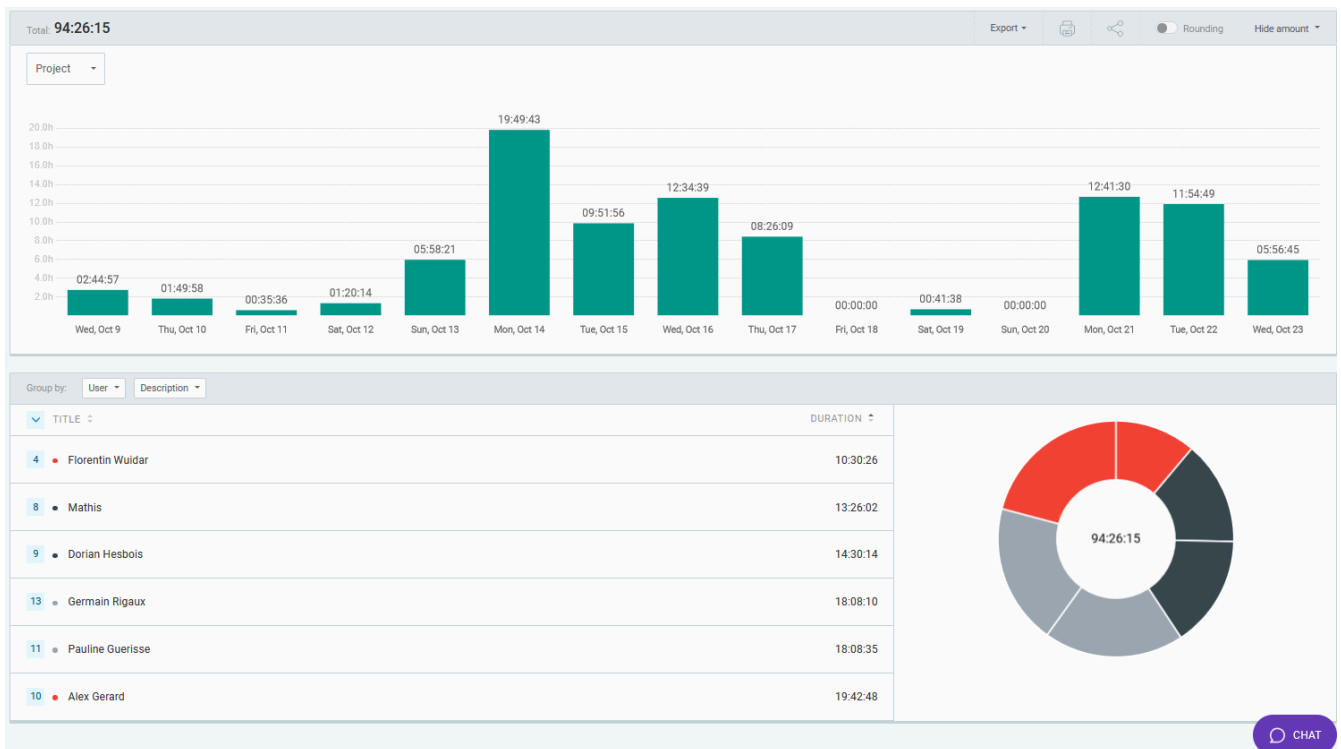 Total: 94:26:15 Export Rounding Hide amount
Project
19:49:43
20.0h
18.0h
16.0h
14.0h
12.0h
10.0h
8.0h
6.0h
4.0h
2.0h
02:44:57 01:49:58 00:35:36 01:20:14 05:58:21 09:51:56 12:34:39 08:26:09 00:00:00 00:41:38 00:00:00 12:41:30 11:54:49 05:56:45
Wed, Oct 9 Thu, Oct 10 Fri, Oct 11 Sat, Oct 12 Sun, Oct 13 Mon, Oct 14 Tue, Oct 15 Wed, Oct 16 Thu, Oct 17 Fri, Oct 18 Sat, Oct 19 Sun, Oct 20 Mon, Oct 21 Tue, Oct 22 Wed, Oct 23
Group by: User Description
TITLE DURATION
4 Florentin Wuidar 10:30:26
8 Mathis 13:26:02
9 Dorian Hesbois 14:30:14
13 Germain Rigaux 18:08:10
11 Pauline Guerisse 18:08:35
10 Alex Gerard 19:42:48
94:26:15
CHAT